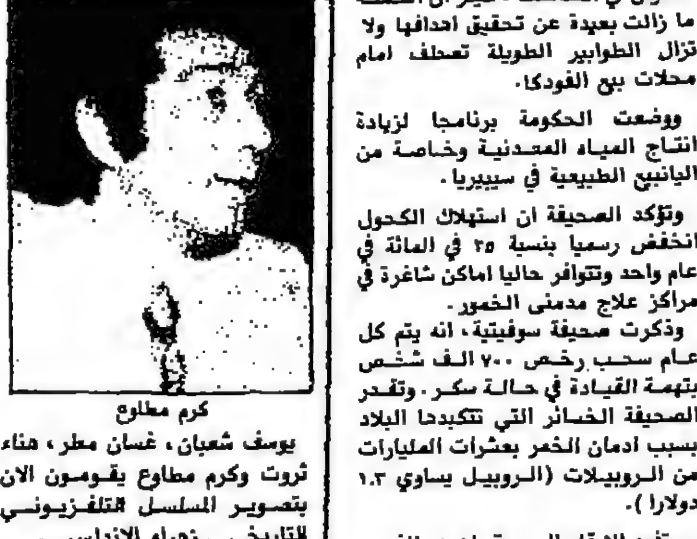 ما زالت بعيدة عن تحقيق اهدافها ولا
تزال الطوابير الطويلة تصطف امام
محلات بيع الفودكا.
ووضعت الحكومة برنامجا لزيادة
انتاج المياه المعدنية وخاصة من
اليانبيع الطبيعية في سيبيريا.
وتؤكد الصحيفة ان استهلاك الكحول
انخفض رسميا بنسبة ٢٥ في المائة في
عام واحد وتتوافر حاليا اماكن شاغرة في
مراكز علاج مدمنى الخمور.
وذكرت صحيفة سوفيتية، انه يتم كل
عام سحب رخص ٧٠٠ الف شخص
بتهمة القيادة في حالة سكر. وتقدر
الصحيفة الخسائر التي تتكبدها البلاد
بسبب ادمان الخمر بعشرات المليارات
من الروبيلات (الروبيل يساوي ١.٣
دولارا).
كرم مطاوع
يوسف شعبان، غسان مطر، هناء
ثروت وكرم مطاوع يقومون الان
بتصوير المسلسل التلفزيونى
التاريخي